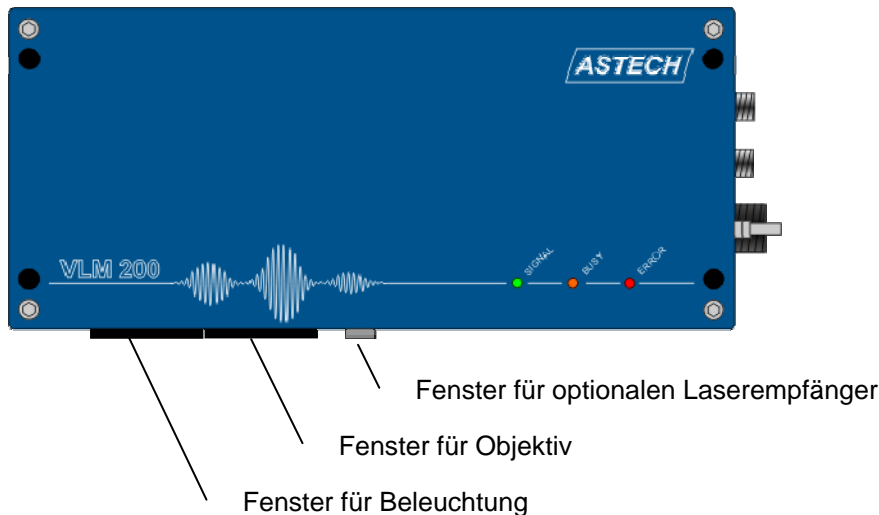 ASTECH
VLM 200
SIGNAL
BUSY
ERROR
Fenster für optionalen Laserempfänger
Fenster für Objektiv
Fenster für Beleuchtung